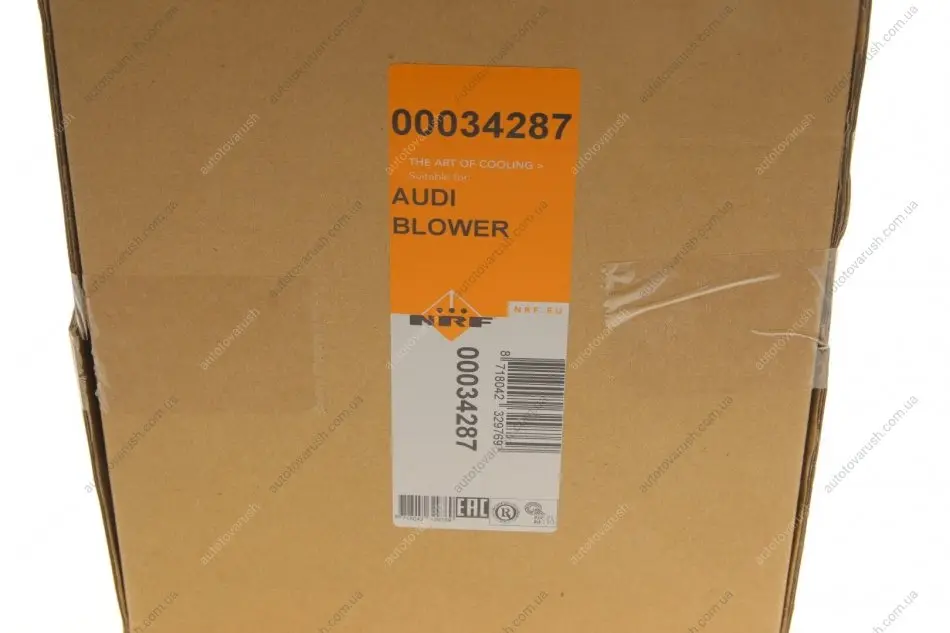 00034287
THE ART OF COOLING >
Suitable for:
AUDI
BLOWER
NRF
NRF.EU
00034287
8 718042 329769
EAC
R
autotovarush.com.ua